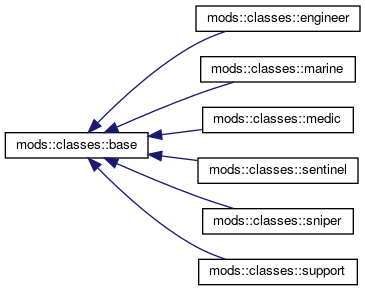 mods::classes::engineer
mods::classes::marine
mods::classes::medic
mods::classes::base
mods::classes::sentinel
mods::classes::sniper
mods::classes::support